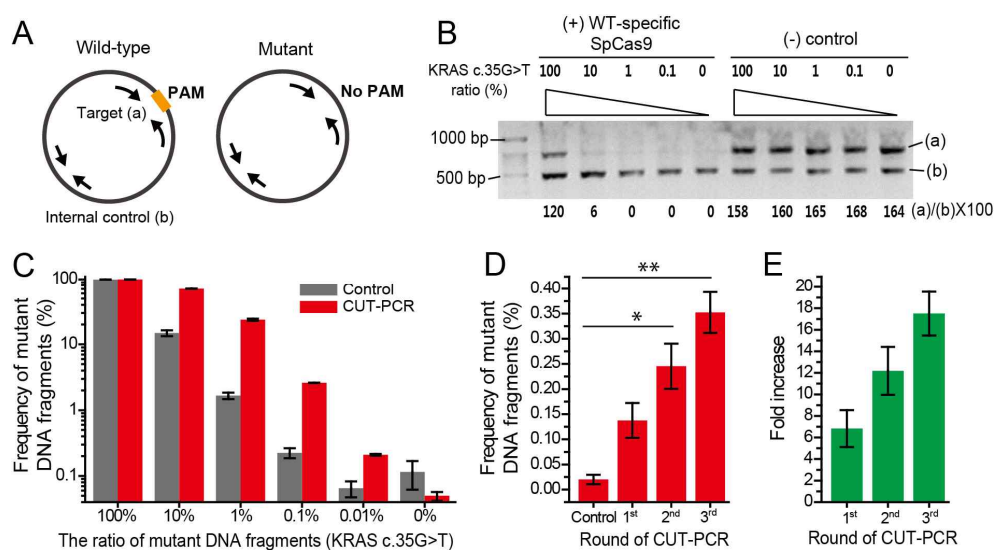 A
Wild-type
Mutant
PAM
No PAM
Target (a)
Internal control (b)
B
(+) WT-specific
SpCas9
(-) control
KRAS c.35G>T
ratio (%)
100 10 1 0.1 0 100 10 1 0.1 0
1000 bp
500 bp
(a)
(b)
120 6 0 0 0 158 160 165 168 164 (a)/(b)X100
C
Frequency of mutant
DNA fragments (%)
100
10
1
0.1
Control
CUT-PCR
100% 10% 1% 0.1% 0.01% 0%
The ratio of mutant DNA fragments (KRAS c.35G>T)
D
Frequency of mutant
DNA fragments (%)
0.40
0.35
0.35
0.25
0.20
0.15
0.10
0.05
0.00
**
*
Control 1st 2nd 3rd
Round of CUT-PCR
E
Fold increase
20
18
16
14
12
10
8
6
4
2
0
1st 2nd 3rd
Round of CUT-PCR